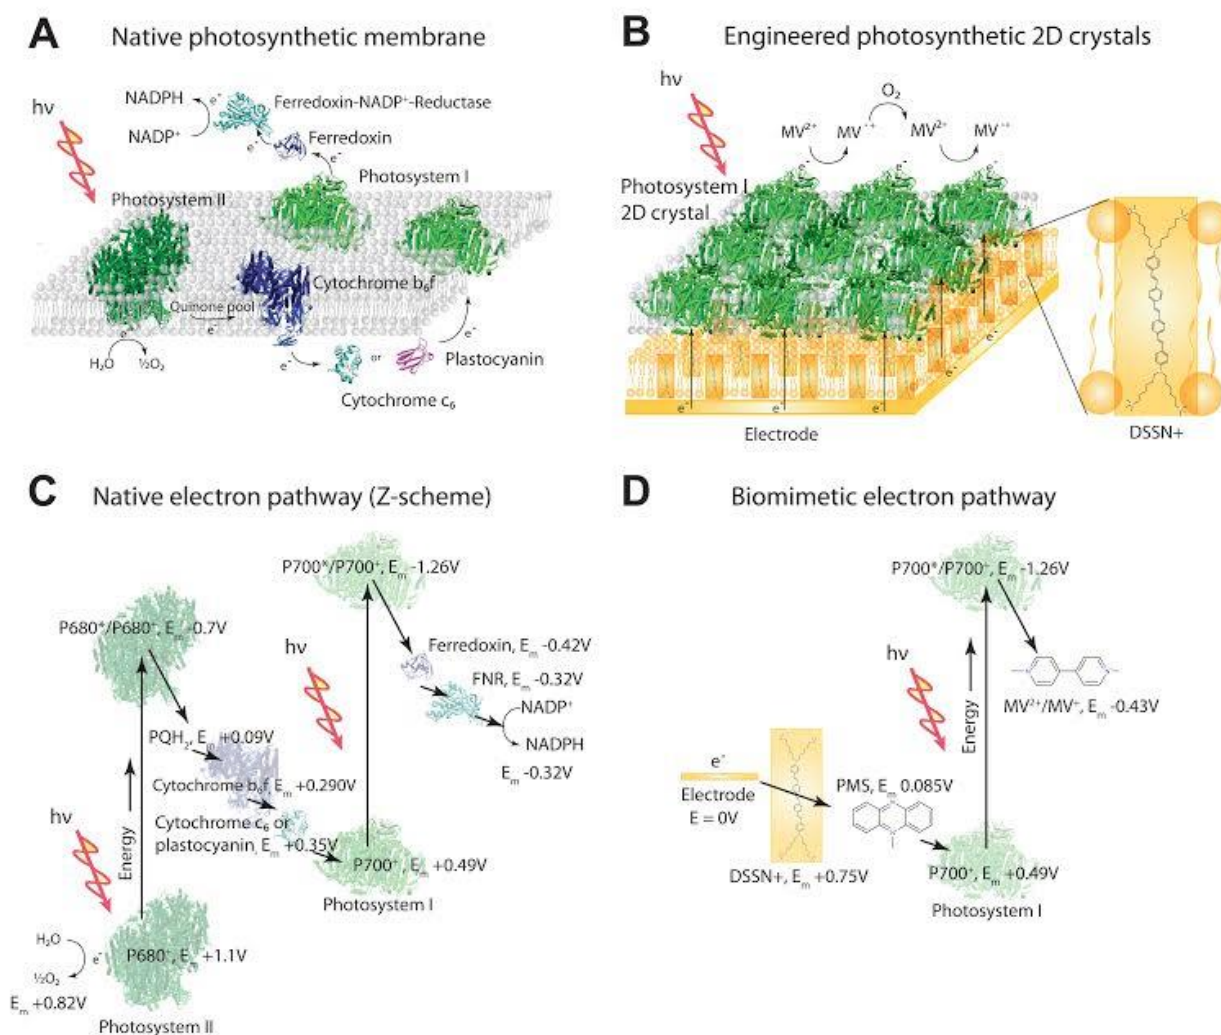 A Native photosynthetic membrane
hν
NADPH
NADP⁺
e⁺
Ferredoxin-NADP⁺-Reductase
Ferredoxin
e⁻
e⁻
Photosystem I
Photosystem II
Cytochrome b₆f
Quinone pool
e⁻
e⁻
H₂O
½O₂
e⁻
or
Plastocyanin
e⁻
Cytochrome c₆
B Engineered photosynthetic 2D crystals
hν
O₂
MV²⁺
MV⁻⁺
MV²⁺
MV⁻⁺
e⁻
e⁻
e⁻
Photosystem I
2D crystal
e⁻
e⁻
e⁻
e⁻
e⁻
e⁻
Electrode
DSSN+
C Native electron pathway (Z-scheme)
P700*/P700⁺, Eₘ -1.26V
P680*/P680⁺, Eₘ -0.7V
hν
Ferredoxin, Eₘ -0.42V
FNR, Eₘ -0.32V
NADP⁺
NADPH
Eₘ -0.32V
PQH₂, Eₘ +0.09V
Cytochrome b₆f Eₘ +0.290V
Cytochrome c₆ or
plastocyanin, Eₘ +0.35V
hν
Energy
P700⁺, Eₘ +0.49V
Photosystem I
H₂O
e⁻
½O₂
Eₘ +0.82V
P680⁺, Eₘ +1.1V
Photosystem II
D Biomimetic electron pathway
P700*/P700⁺, Eₘ -1.26V
hν
Energy
MV²⁺/MV⁺, Eₘ -0.43V
e⁻
Electrode
E = 0V
PMS, Eₘ 0.085V
DSSN+, Eₘ +0.75V
P700⁺, Eₘ +0.49V
Photosystem I